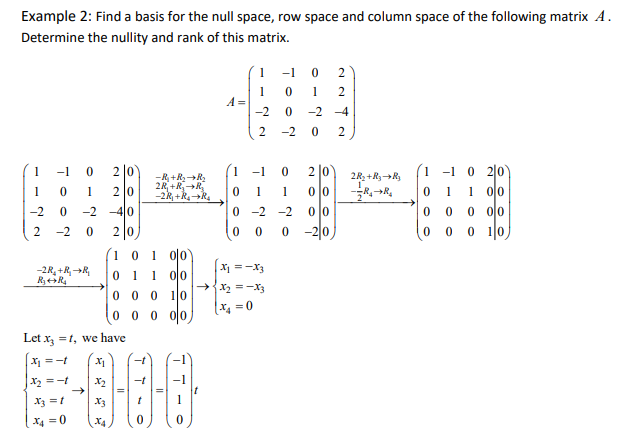 Example 2: Find a basis for the null space, row space and column space of the following matrix A.
Determine the nullity and rank of this matrix.
A = ( 1 −1 0 2
1 0 1 2
−2 0 −2 −4
2 −2 0 2 )
( 1 −1 0 2 | 0
1 0 1 2 | 0
−2 0 −2 −4 | 0
2 −2 0 2 | 0 )
−R₁+R₂→R₂
2R₁+R₃→R₃
−2R₁+R₄→R₄
( 1 −1 0 2 | 0
0 1 1 0 | 0
0 −2 −2 0 | 0
0 0 0 −2 | 0 )
2R₂+R₃→R₃
−1/2 R₄→R₄
( 1 −1 0 2 | 0
0 1 1 0 | 0
0 0 0 0 | 0
0 0 0 1 | 0 )
−2R₄+R₁→R₁
R₃↔R₄
( 1 0 1 0 | 0
0 1 1 0 | 0
0 0 0 1 | 0
0 0 0 0 | 0 )
→ { x₁ = −x₃
x₂ = −x₃
x₄ = 0
Let x₃ = t, we have
{ x₁ = −t
x₂ = −t
x₃ = t
x₄ = 0
→ ( x₁
x₂
x₃
x₄ )
= ( −t
−t
t
0 )
= ( −1
−1
1
0 ) t